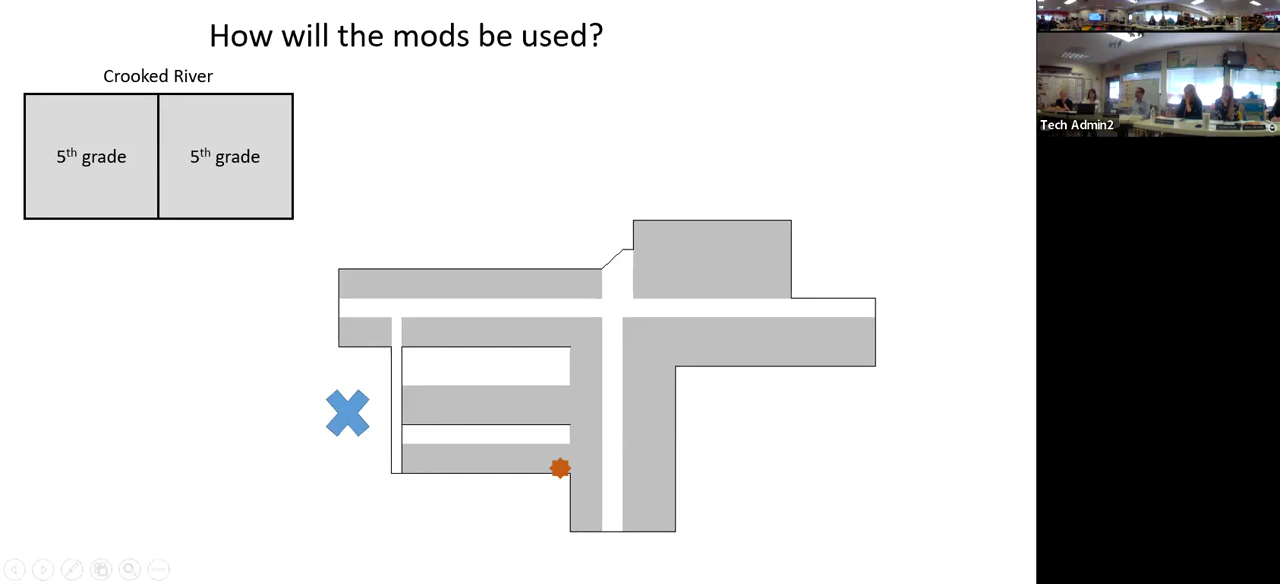 How will the mods be used?
Crooked River
5th grade
5th grade
Tech Admin2